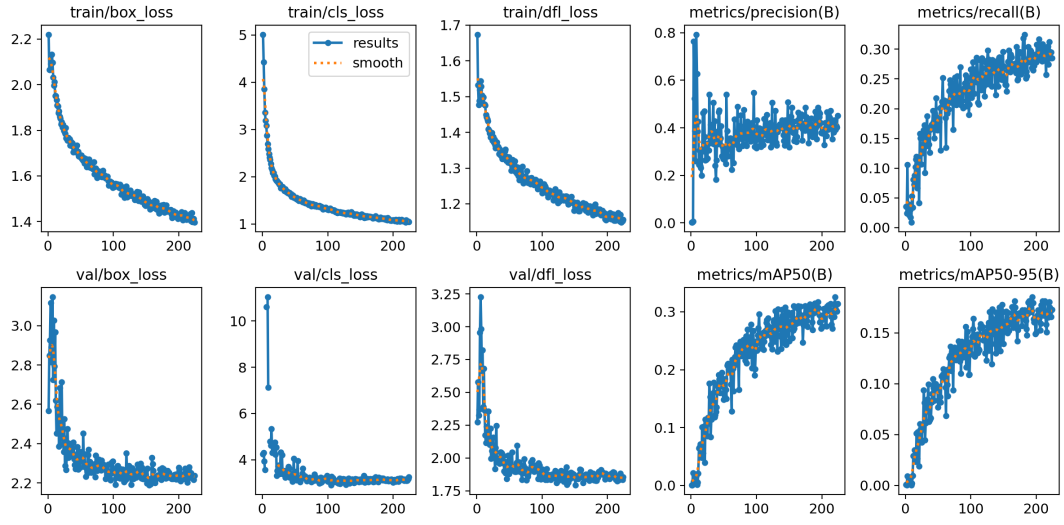 train/box_loss
train/cls_loss
train/dfl_loss
metrics/precision(B)
metrics/recall(B)
2.2
2.0
1.8
1.6
1.4
0 100 200
5
4
3
2
1
0 100 200
results
smooth
1.7
1.6
1.5
1.4
1.3
1.2
0 100 200
0.8
0.6
0.4
0.2
0.0
0 100 200
0.30
0.25
0.20
0.15
0.10
0.05
0.00
0 100 200
val/box_loss
val/cls_loss
val/dfl_loss
metrics/mAP50(B)
metrics/mAP50-95(B)
3.0
2.8
2.6
2.4
2.2
0 100 200
10
8
6
4
0 100 200
3.25
3.00
2.75
2.50
2.25
2.00
1.75
0 100 200
0.3
0.2
0.1
0.0
0 100 200
0.15
0.10
0.05
0.00
0 100 200